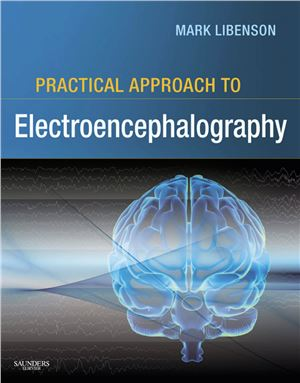 MARK LIBENSON
PRACTICAL APPROACH TO
Electroencephalography
SAUNDERS
ELSEVIER